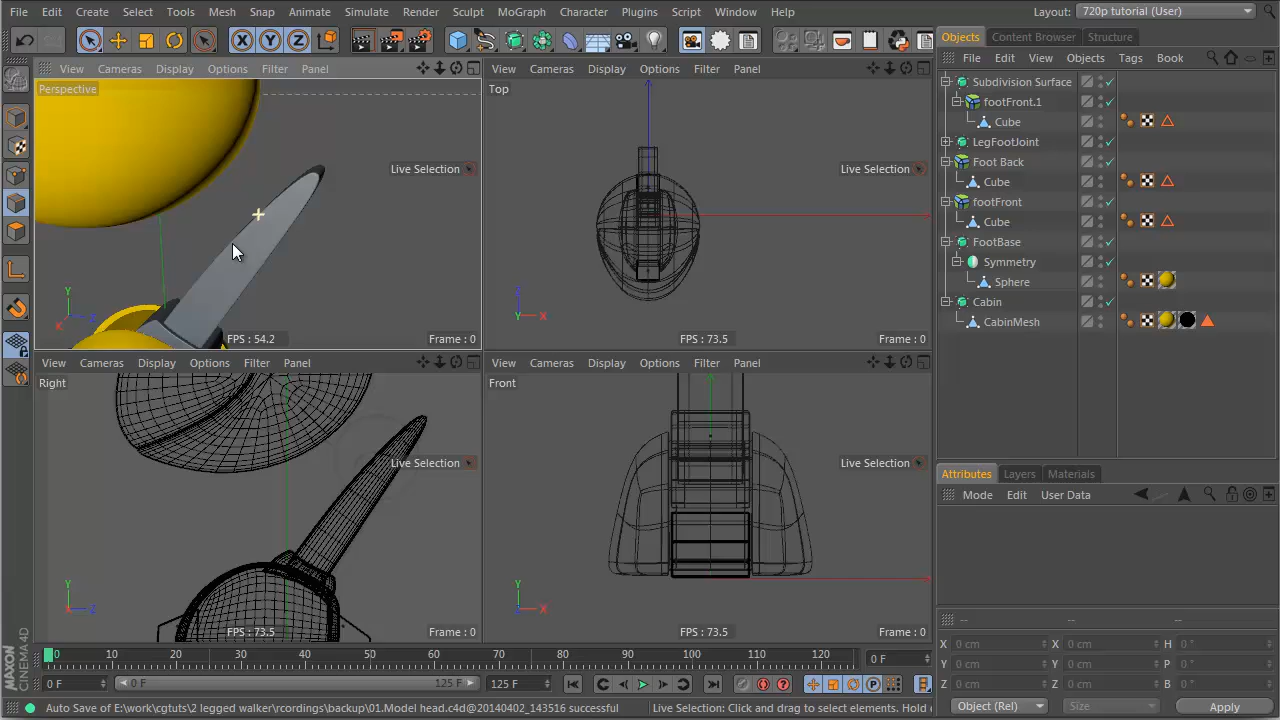 File Edit Create Select Tools Mesh Snap Animate Simulate Render Sculpt MoGraph Character Plugins Script Window Help Layout: 720p tutorial (User)
X Y Z
Objects Content Browser Structure
View Cameras Display Options Filter Panel
View Cameras Display Options Filter Panel
File Edit View Objects Tags Book
Perspective
Top
Subdivision Surface
footFront.1
Cube
LegFootJoint
Foot Back
Cube
footFront
Cube
FootBase
Symmetry
Sphere
Cabin
CabinMesh
Live Selection
Live Selection
Y
Z
X
Z
Y X
FPS : 54.2 Frame : 0
FPS : 73.5 Frame : 0
View Cameras Display Filter Panel
View Cameras Display Filter Panel
Right
Front
Live Selection
Live Selection
Y
X Z
Y
Z X
FPS : 73.5 Frame : 0
FPS : 73.5 Frame : 0
Attributes Layers Materials
Mode Edit User Data
-- -- --
X 0 cm X 0 cm H 0 °
Y 0 cm Y 0 cm P 0 °
Z 0 cm Z 0 cm B 0 °
Object (Rel) Size Apply
0 10 20 30 40 50 60 70 80 90 100 110 120 0 F
0 F 0 F 125 F 125 F
P
MAXON CINEMA4D
Auto Save of E:\work\cgtuts\2 legged walker\rcordings\backup\01.Model head.c4d@20140402_143516 successful
Live Selection: Click and drag to select elements. Hold